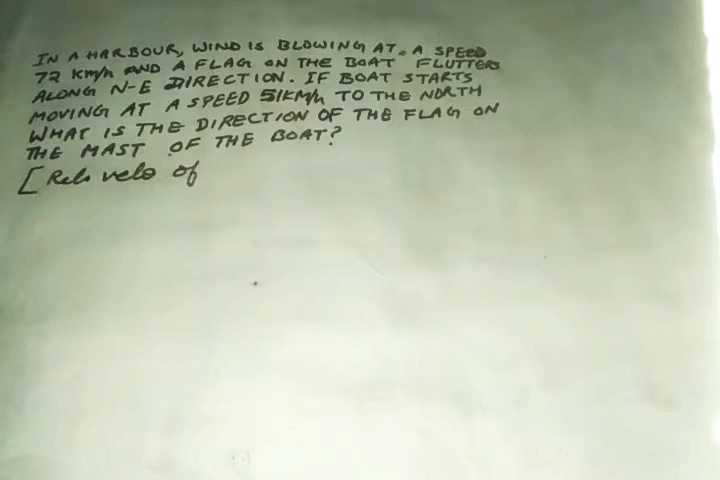 IN A HARBOUR, WIND IS BLOWING AT A SPEED
72 Km/h AND A FLAG ON THE BOAT FLUTTERS
ALONG N-E DIRECTION. IF BOAT STARTS
MOVING AT A SPEED 51KM/h TO THE NORTH
WHAT IS THE DIRECTION OF THE FLAG ON
THE MAST OF THE BOAT?
[Rels velo of